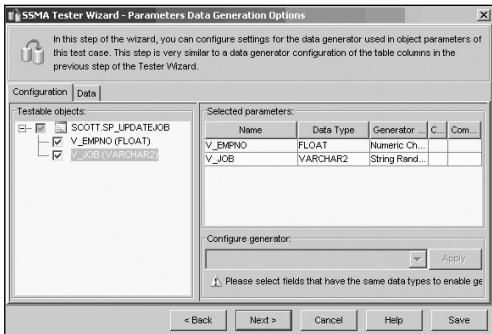 SSMA Tester Wizard - Parameters Data Generation Options
In this step of the wizard, you can configure settings for the data generator used in object parameters of
this test case. This step is very similar to a data generator configuration of the table columns in the
previous step of the Tester Wizard.
Configuration Data
Testable objects:
SCOTT.SP_UPDATEJOB
V_EMPNO (FLOAT)
V_JOB (VARCHAR2)
Selected parameters:
Name Data Type Generator ... C... Com...
V_EMPNO FLOAT Numeric Ch...
V_JOB VARCHAR2 String Rand...
Configure generator:
Apply
Please select fields that have the same data types to enable ge
< Back Next > Cancel Help Save